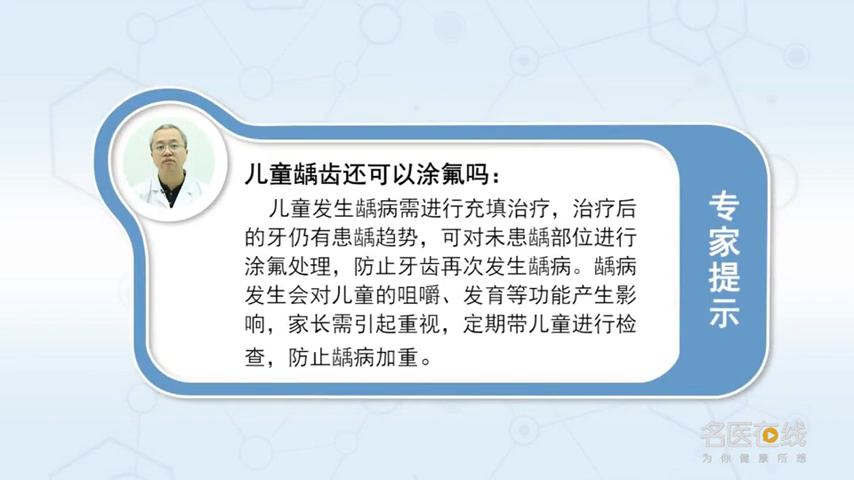 儿童龋齿还可以涂氟吗：
儿童发生龋病需进行充填治疗，治疗后
的牙仍有患龋趋势，可对未患龋部位进行
涂氟处理，防止牙齿再次发生龋病。龋病
发生会对儿童的咀嚼、发育等功能产生影
响，家长需引起重视，定期带儿童进行检
查，防止龋病加重。
专家提示
名医在线
为你健康所想